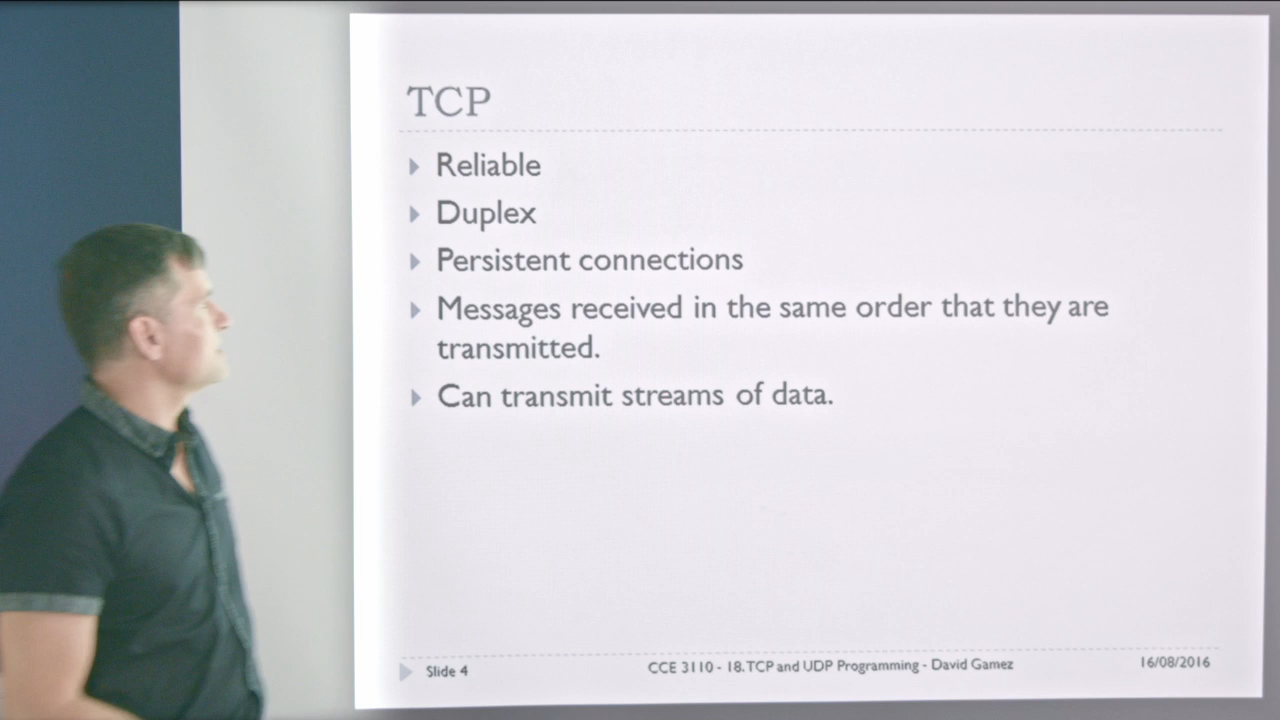 TCP
Reliable
Duplex
Persistent connections
Messages received in the same order that they are
transmitted.
Can transmit streams of data.
Slide 4
CCE 3110 - 18. TCP and UDP Programming - David Gamez
16/08/2016